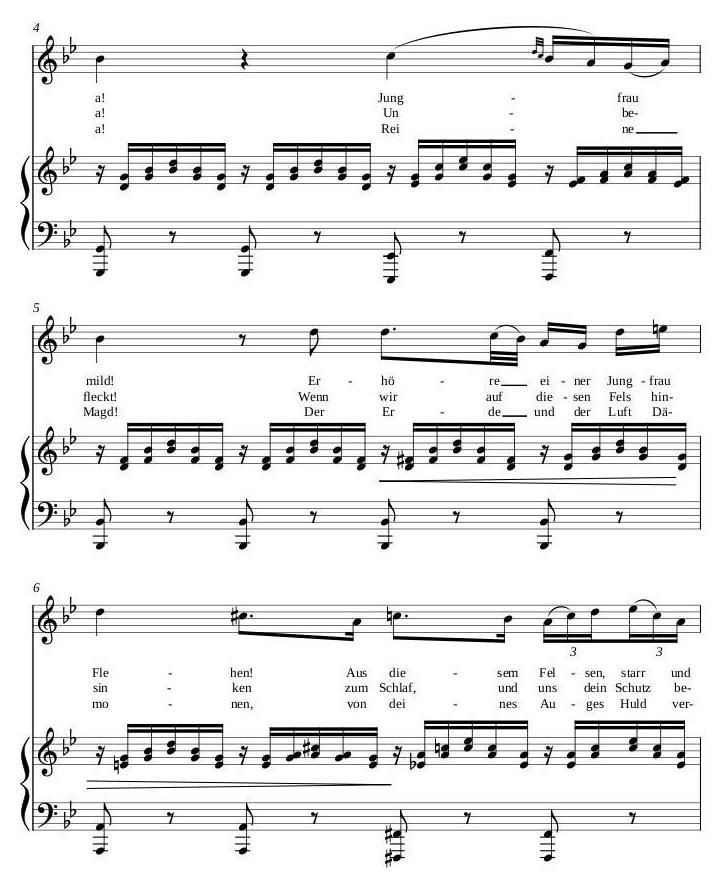 4
a! Jung - frau
a! Un - be-
a! Rei - ne
5
mild! Er - hö - re ei - ner Jung - frau
fleckt! Wenn wir auf die - sen Fels hin-
Magd! Der Er - de und der Luft Dä-
6
3 3
Fle - hen! Aus die - sem Fel - sen, starr und
sin - ken zum Schlaf, und uns dein Schutz be-
mo - nen, von dei - nes Au - ges Huld ver-